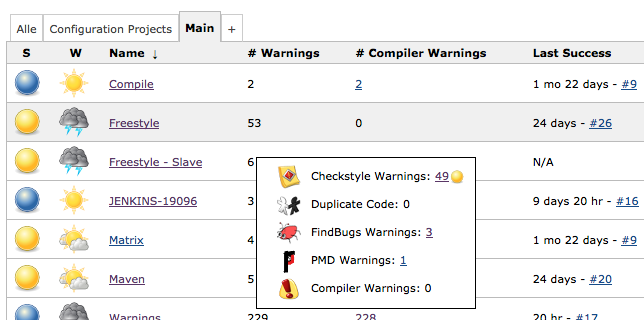 Alle Configuration Projects Main +
S W Name ↓ # Warnings # Compiler Warnings Last Success
Compile 2 2 1 mo 22 days - #9
Freestyle 53 0 24 days - #26
Freestyle - Slave 6 N/A
Checkstyle Warnings: 49
JENKINS-19096 3 9 days 20 hr - #16
Duplicate Code: 0
FindBugs Warnings: 3
Matrix 4 1 mo 22 days - #9
PMD Warnings: 1
Maven 5 24 days - #20
Compiler Warnings: 0
Warnings 229 228 20 hr - #17